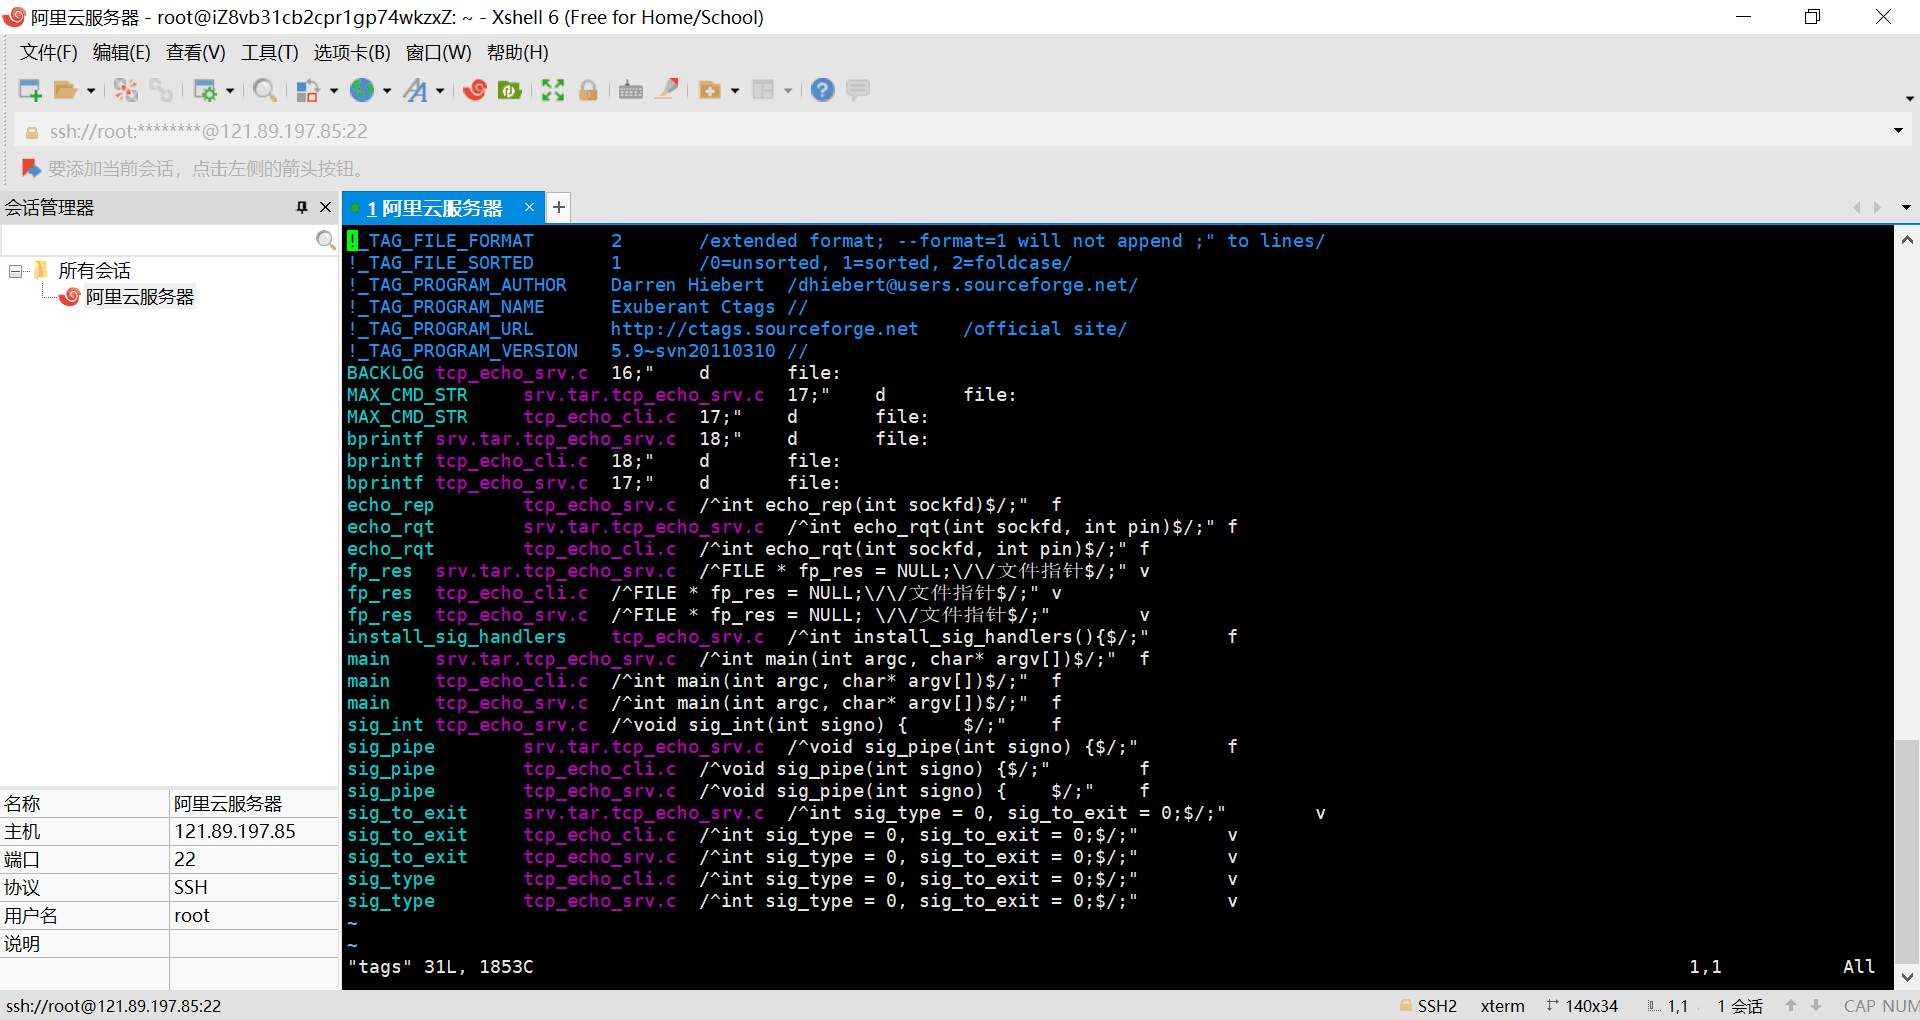 阿里云服务器 - root@iZ8vb31cb2cpr1gp74wkzxZ: ~ - Xshell 6 (Free for Home/School)
文件(F) 编辑(E) 查看(V) 工具(T) 选项卡(B) 窗口(W) 帮助(H)
ssh://root:********@121.89.197.85:22
要添加当前会话，点击左侧的箭头按钮。
会话管理器
1 阿里云服务器
所有会话
阿里云服务器
!_TAG_FILE_FORMAT 2 /extended format; --format=1 will not append ;" to lines/
!_TAG_FILE_SORTED 1 /0=unsorted, 1=sorted, 2=foldcase/
!_TAG_PROGRAM_AUTHOR Darren Hiebert /dhiebert@users.sourceforge.net/
!_TAG_PROGRAM_NAME Exuberant Ctags //
!_TAG_PROGRAM_URL http://ctags.sourceforge.net /official site/
!_TAG_PROGRAM_VERSION 5.9~svn20110310 //
BACKLOG tcp_echo_srv.c 16;" d file:
MAX_CMD_STR srv.tar.tcp_echo_srv.c 17;" d file:
MAX_CMD_STR tcp_echo_cli.c 17;" d file:
bprintf srv.tar.tcp_echo_srv.c 18;" d file:
bprintf tcp_echo_cli.c 18;" d file:
bprintf tcp_echo_srv.c 17;" d file:
echo_rep tcp_echo_srv.c /^int echo_rep(int sockfd)$/;" f
echo_rqt srv.tar.tcp_echo_srv.c /^int echo_rqt(int sockfd, int pin)$/;" f
echo_rqt tcp_echo_cli.c /^int echo_rqt(int sockfd, int pin)$/;" f
fp_res srv.tar.tcp_echo_srv.c /^FILE * fp_res = NULL;\/\/文件指针$/;" v
fp_res tcp_echo_cli.c /^FILE * fp_res = NULL;\/\/文件指针$/;" v
fp_res tcp_echo_srv.c /^FILE * fp_res = NULL; \/\/文件指针$/;" v
install_sig_handlers tcp_echo_srv.c /^int install_sig_handlers(){$/;" f
main srv.tar.tcp_echo_srv.c /^int main(int argc, char* argv[])$/;" f
main tcp_echo_cli.c /^int main(int argc, char* argv[])$/;" f
main tcp_echo_srv.c /^int main(int argc, char* argv[])$/;" f
sig_int tcp_echo_srv.c /^void sig_int(int signo) { $/;" f
sig_pipe srv.tar.tcp_echo_srv.c /^void sig_pipe(int signo) {$/;" f
sig_pipe tcp_echo_cli.c /^void sig_pipe(int signo) {$/;" f
sig_pipe tcp_echo_srv.c /^void sig_pipe(int signo) { $/;" f
sig_to_exit srv.tar.tcp_echo_srv.c /^int sig_type = 0, sig_to_exit = 0;$/;" v
sig_to_exit tcp_echo_cli.c /^int sig_type = 0, sig_to_exit = 0;$/;" v
sig_to_exit tcp_echo_srv.c /^int sig_type = 0, sig_to_exit = 0;$/;" v
sig_type tcp_echo_cli.c /^int sig_type = 0, sig_to_exit = 0;$/;" v
sig_type tcp_echo_srv.c /^int sig_type = 0, sig_to_exit = 0;$/;" v
~
~
"tags" 31L, 1853C 1,1 All
名称 阿里云服务器
主机 121.89.197.85
端口 22
协议 SSH
用户名 root
说明
ssh://root@121.89.197.85:22 SSH2 xterm 140x34 1,1 1 会话 CAP NUM